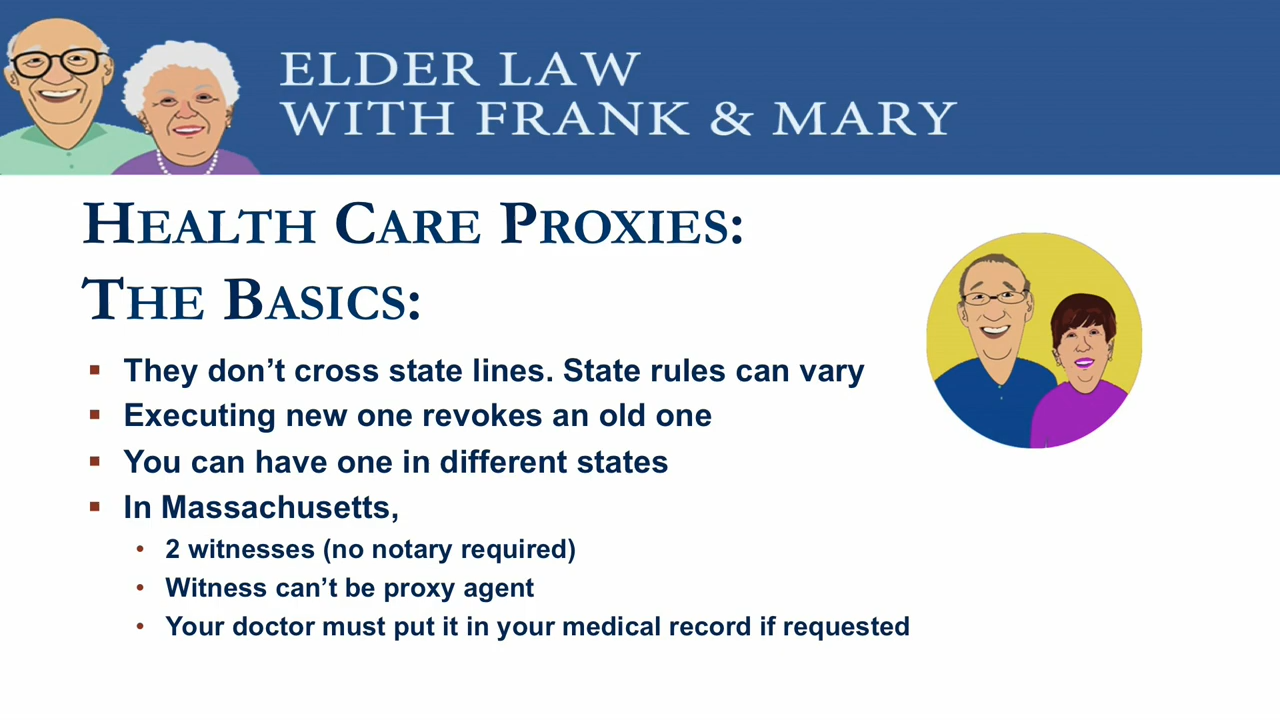 ELDER LAW
WITH FRANK & MARY
HEALTH CARE PROXIES:
THE BASICS:
▪ They don’t cross state lines. State rules can vary
▪ Executing new one revokes an old one
▪ You can have one in different states
▪ In Massachusetts,
• 2 witnesses (no notary required)
• Witness can’t be proxy agent
• Your doctor must put it in your medical record if requested